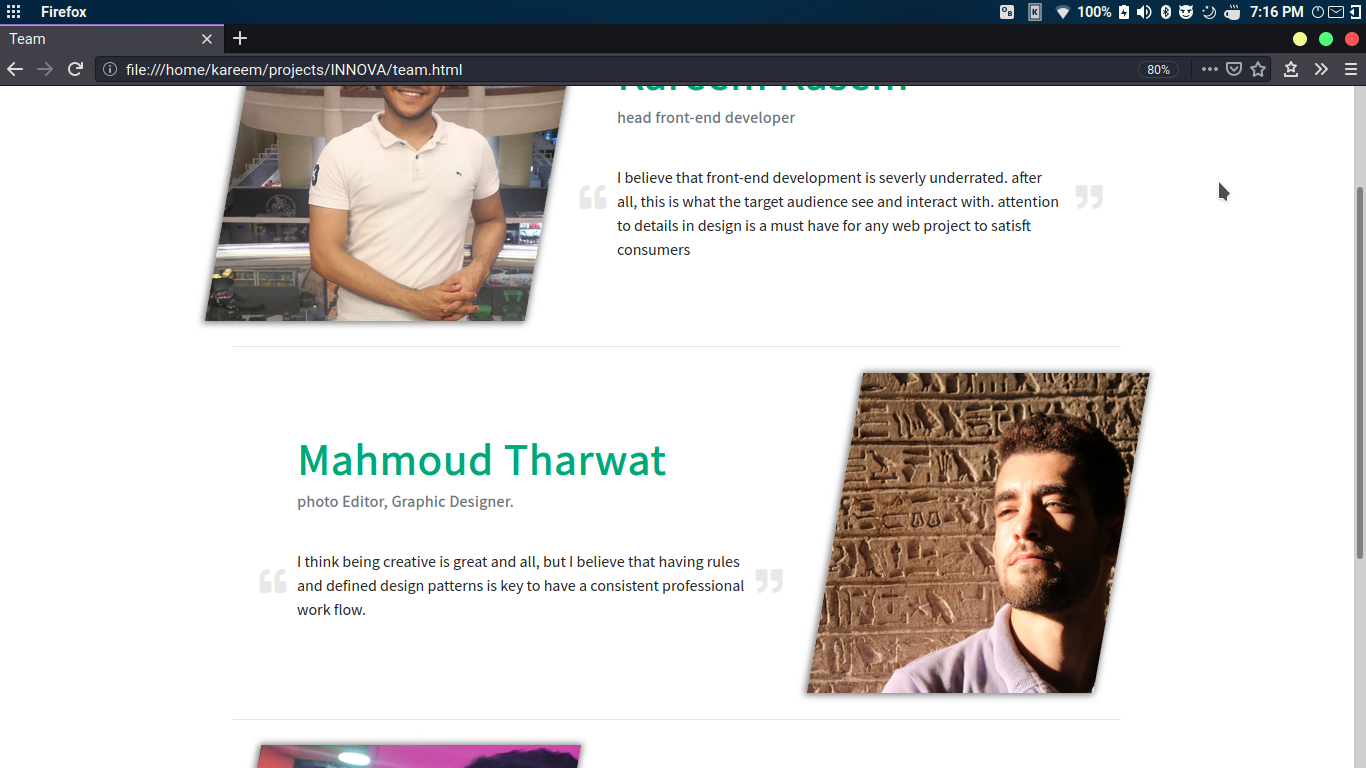 Firefox
100%
7:16 PM
Team
file:///home/kareem/projects/INNOVA/team.html
80%
Kareem Kasem
head front-end developer
I believe that front-end development is severly underrated. after
all, this is what the target audience see and interact with. attention
to details in design is a must have for any web project to satisft
consumers
Mahmoud Tharwat
photo Editor, Graphic Designer.
I think being creative is great and all, but I believe that having rules
and defined design patterns is key to have a consistent professional
work flow.